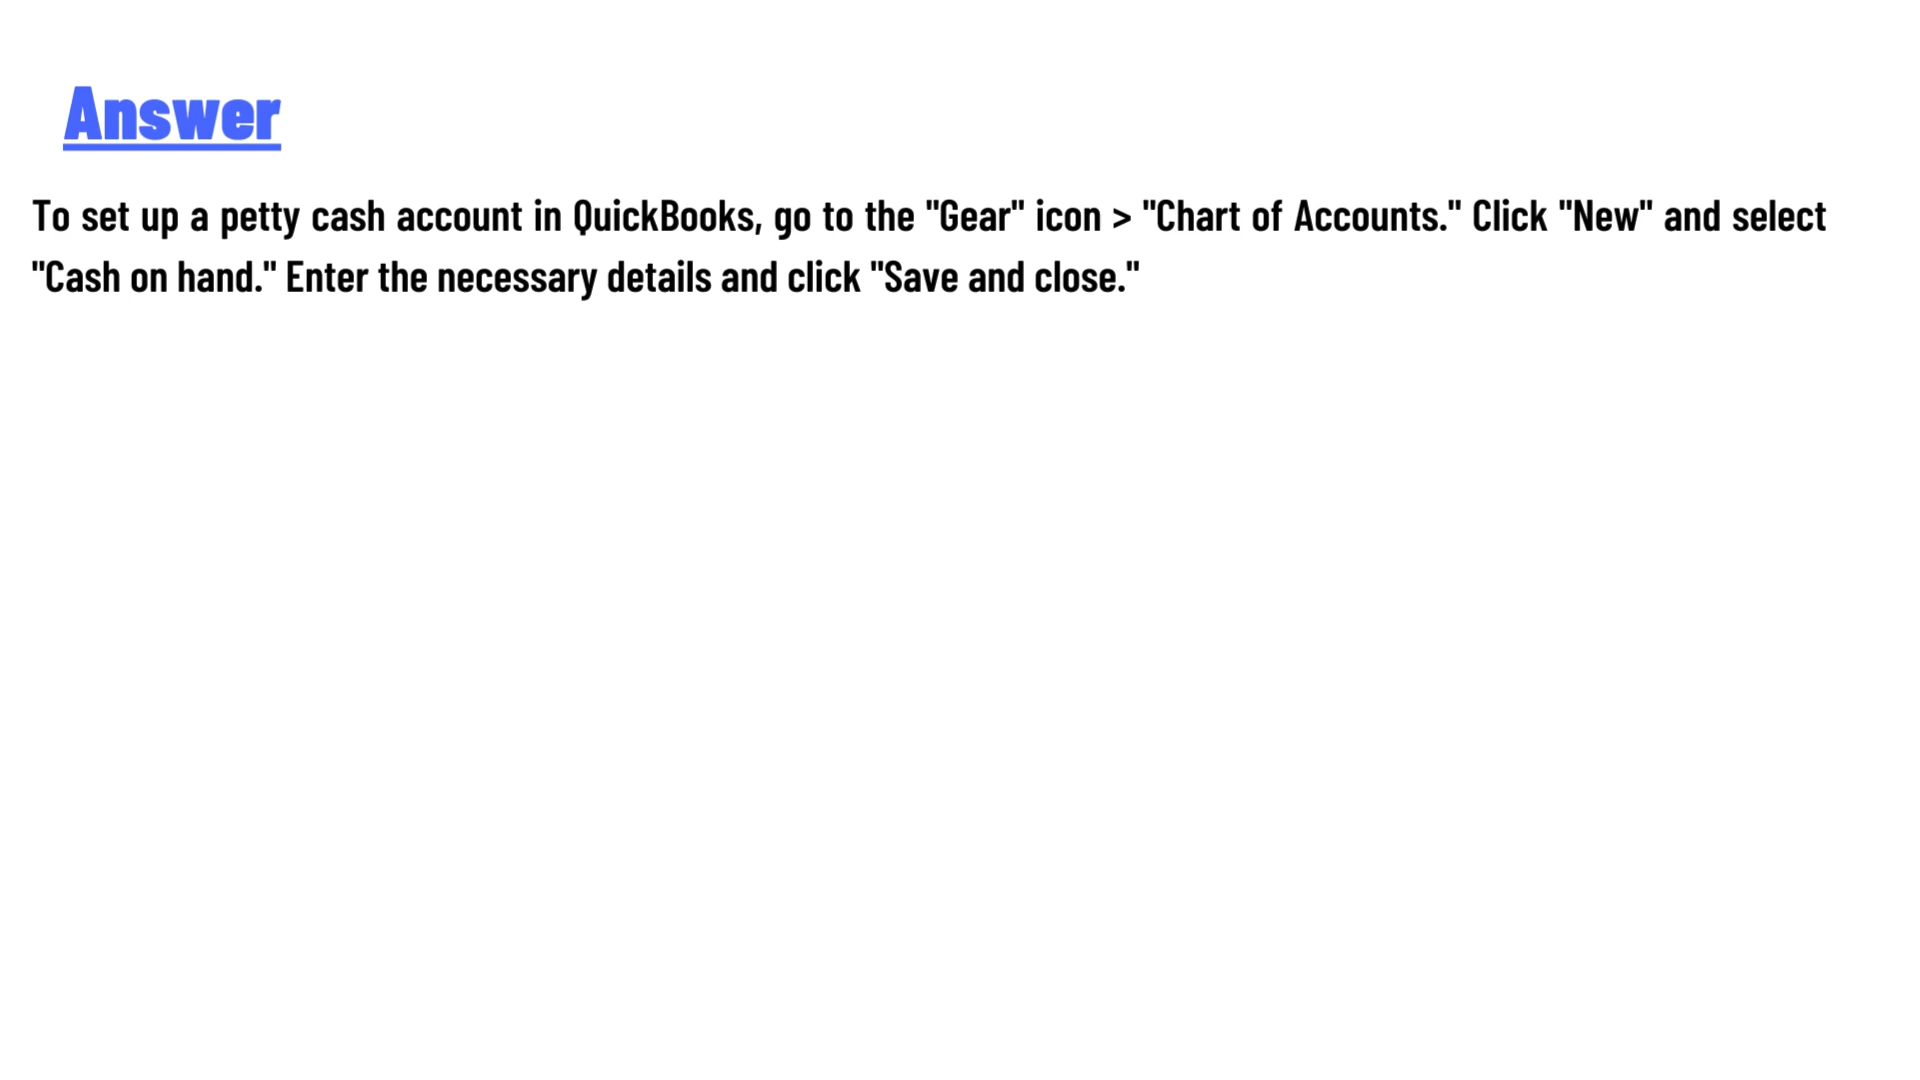 Answer
To set up a petty cash account in QuickBooks, go to the "Gear" icon > "Chart of Accounts." Click "New" and select
"Cash on hand." Enter the necessary details and click "Save and close."